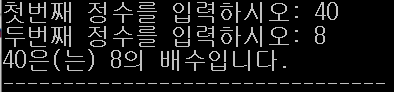 첫번째 정수를 입력하시오: 40
두번째 정수를 입력하시오: 8
40은(는) 8의 배수입니다.
--------------------------------